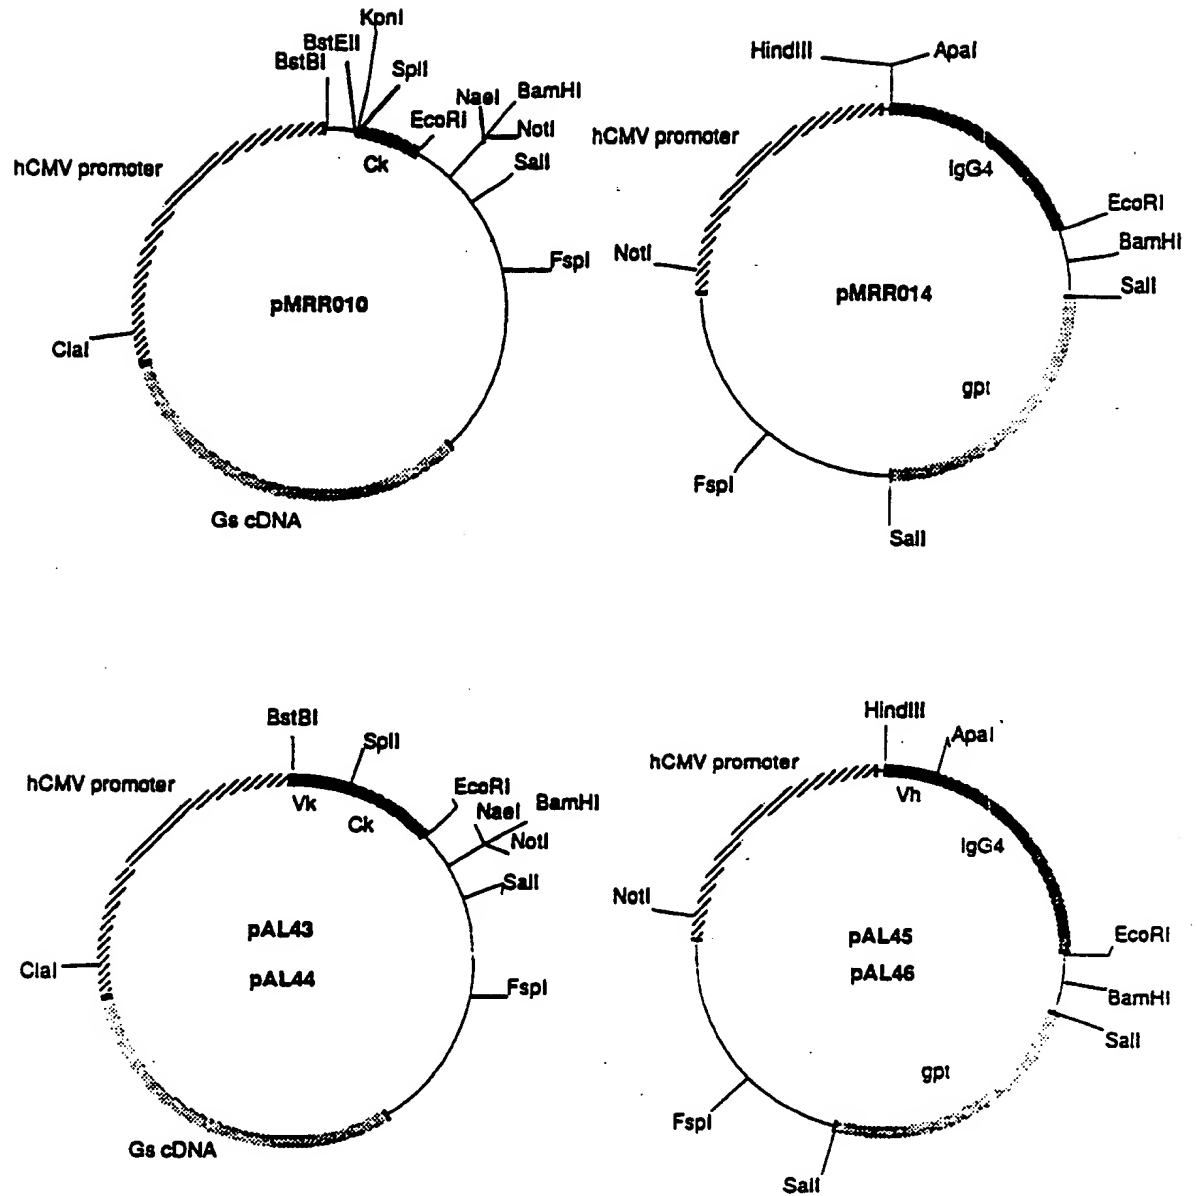 KpnI
BstEII
BstBI
SplI
NaeI
BamHI
EcoRI
NotI
SalI
Ck
hCMV promoter
FspI
pMRR010
ClaI
Gs cDNA
HindIII
ApaI
hCMV promoter
IgG4
EcoRI
BamHI
NotI
SalI
pMRR014
gpt
FspI
SalI
BstBI
SplI
hCMV promoter
EcoRI
NaeI
BamHI
NotI
Vk
Ck
SalI
pAL43
pAL44
ClaI
FspI
Gs cDNA
HindIII
ApaI
hCMV promoter
Vh
IgG4
NotI
pAL45
pAL46
EcoRI
BamHI
SalI
gpt
FspI
SalI